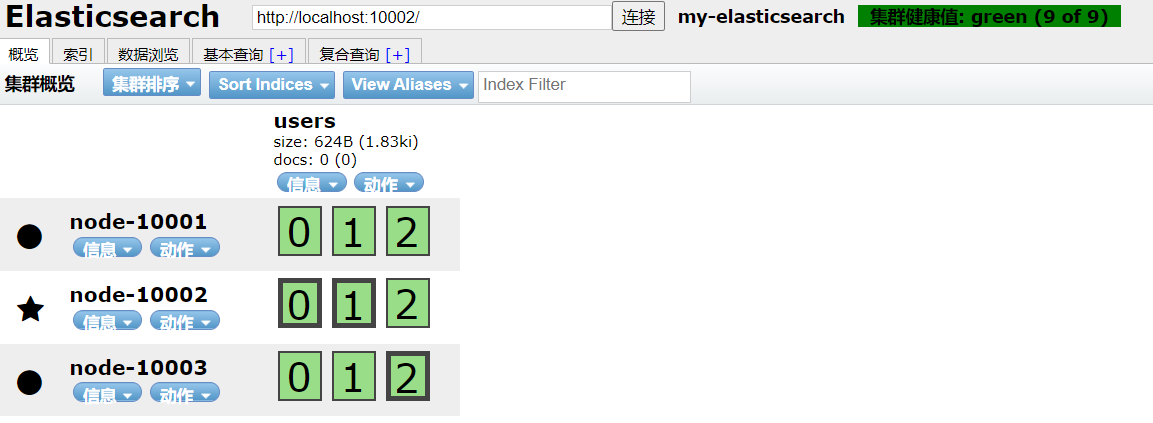 Elasticsearch http://localhost:10002/ 连接 my-elasticsearch 集群健康值: green (9 of 9)
概览 索引 数据浏览 基本查询 [+] 复合查询 [+]
集群概览 集群排序 Sort Indices View Aliases Index Filter
users
size: 624B (1.83ki)
docs: 0 (0)
信息 动作
node-10001 0 1 2
信息 动作
node-10002 0 1 2
信息 动作
node-10003 0 1 2
信息 动作